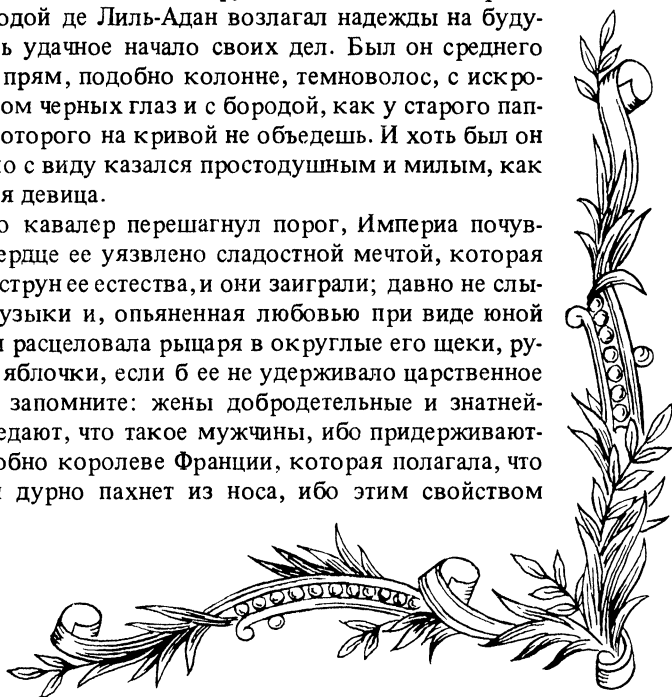 одой де Лиль-Адан возлагал надежды на буду-
ь удачное начало своих дел. Был он среднего
прям, подобно колонне, темноволос, с искро-
ом черных глаз и с бородой, как у старого пап-
оторого на кривой не объедешь. И хоть был он
о с виду казался простодушным и милым, как
я девица.
о кавалер перешагнул порог, Империа почув-
ердце ее уязвлено сладостной мечтой, которая
струн ее естества, и они заиграли; давно не слы-
узыки и, опьяненная любовью при виде юной
и расцеловала рыцаря в округлые его щеки, ру-
яблочки, если б ее не удерживало царственное
запомните: жены добродетельные и знатней-
едают, что такое мужчины, ибо придерживают-
обно королеве Франции, которая полагала, что
дурно пахнет из носа, ибо этим свойством